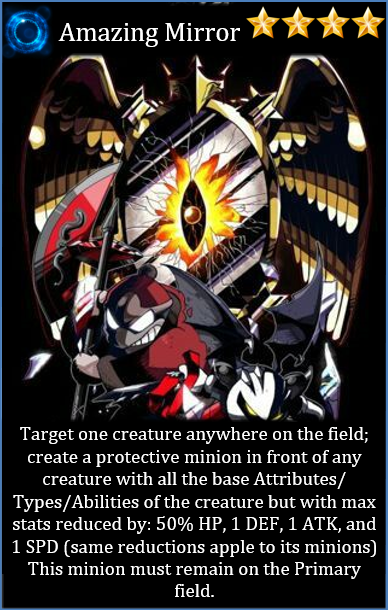 Amazing Mirror
Target one creature anywhere on the field;
create a protective minion in front of any
creature with all the base Attributes/
Types/Abilities of the creature but with max
stats reduced by: 50% HP, 1 DEF, 1 ATK, and
1 SPD (same reductions apple to its minions)
This minion must remain on the Primary
field.